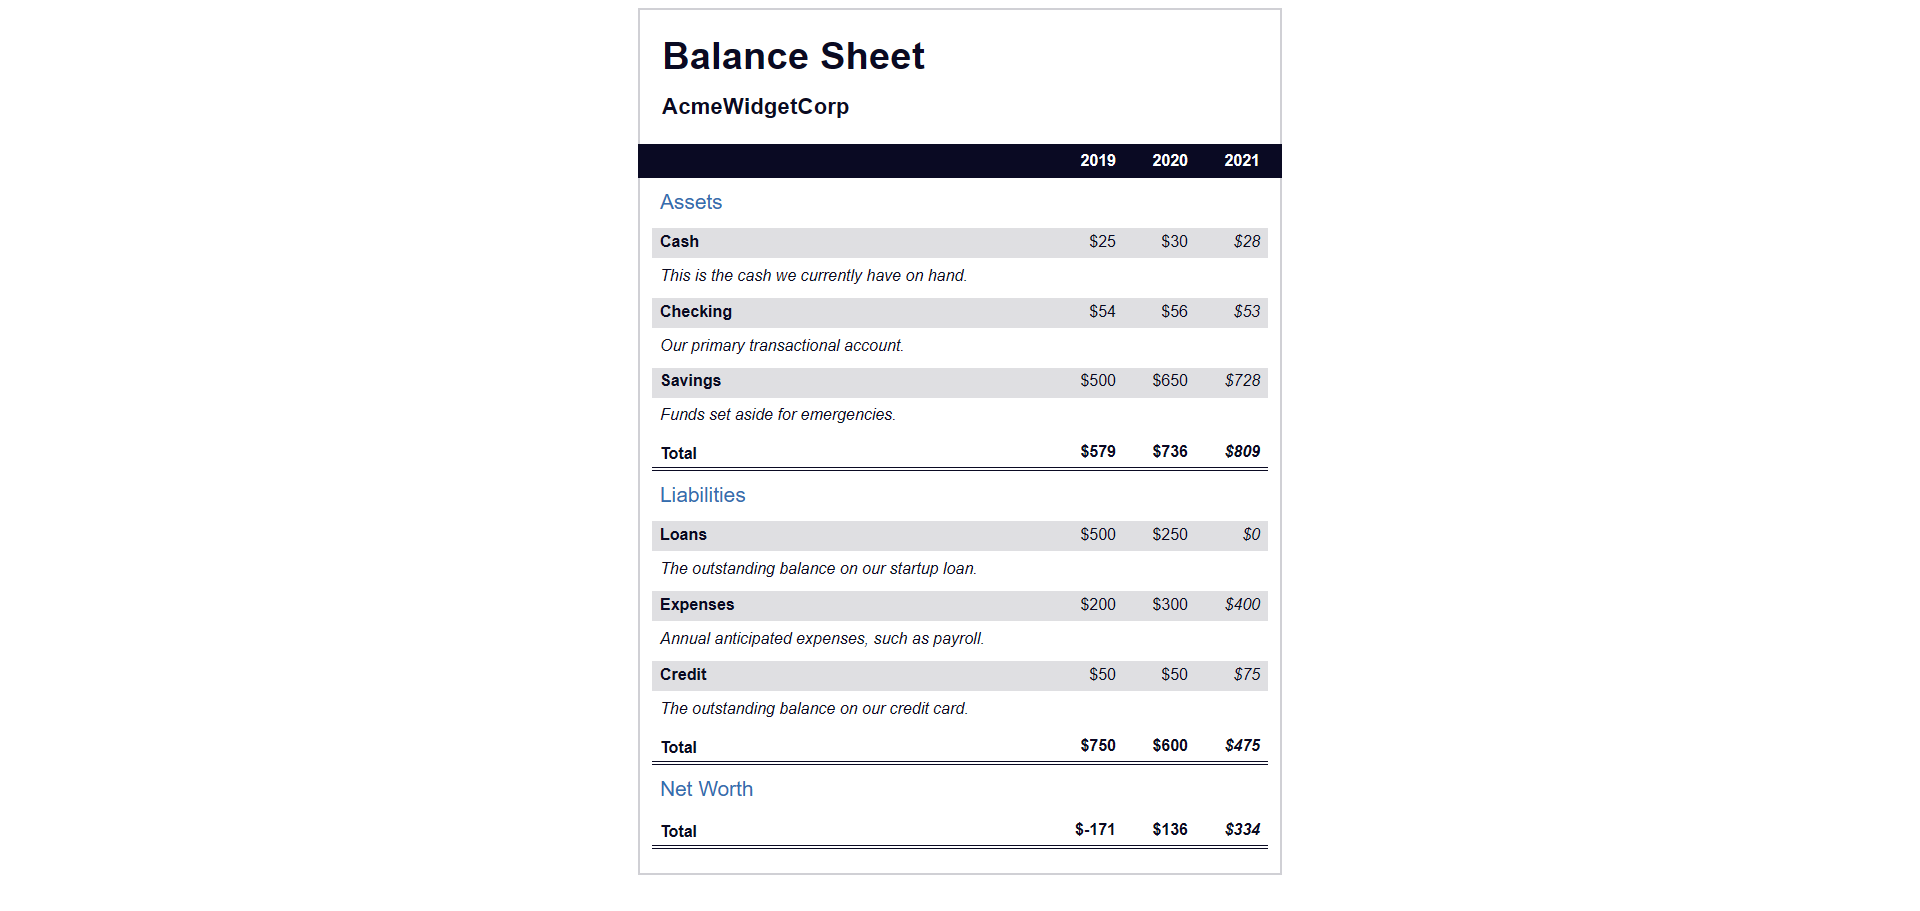 Balance Sheet
AcmeWidgetCorp
2019 2020 2021
Assets
Cash $25 $30 $28
This is the cash we currently have on hand.
Checking $54 $56 $53
Our primary transactional account.
Savings $500 $650 $728
Funds set aside for emergencies.
Total $579 $736 $809
Liabilities
Loans $500 $250 $0
The outstanding balance on our startup loan.
Expenses $200 $300 $400
Annual anticipated expenses, such as payroll.
Credit $50 $50 $75
The outstanding balance on our credit card.
Total $750 $600 $475
Net Worth
Total $-171 $136 $334